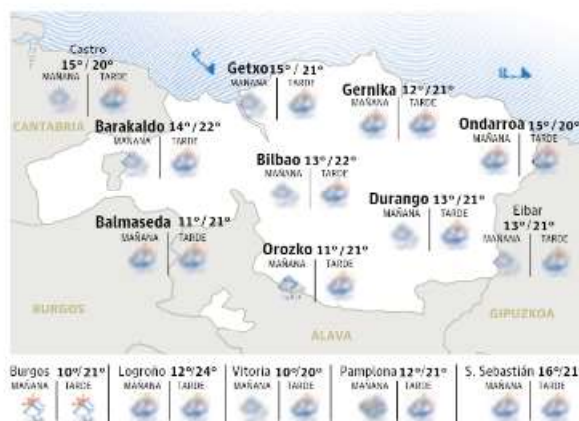 Castro
15°/20°
MAÑANA TARDE
CANTABRIA
Getxo 15°/21°
MAÑANA TARDE
Gernika 12°/21°
MAÑANA TARDE
Barakaldo 14°/22°
MAÑANA TARDE
Ondarroa 15°/20°
MAÑANA TARDE
Bilbao 13°/22°
MAÑANA TARDE
Durango 13°/21°
MAÑANA TARDE
Balmaseda 11°/21°
MAÑANA TARDE
Eibar
13°/21°
MAÑANA TARDE
Orozko 11°/21°
MAÑANA TARDE
BURGOS
ÁLAVA
GIPUZKOA
Burgos 10°/21°
MAÑANA TARDE
Logroño 12°/24°
MAÑANA TARDE
Vitoria 10°/20°
MAÑANA TARDE
Pamplona 12°/21°
MAÑANA TARDE
S. Sebastián 16°/21
MAÑANA TARDE